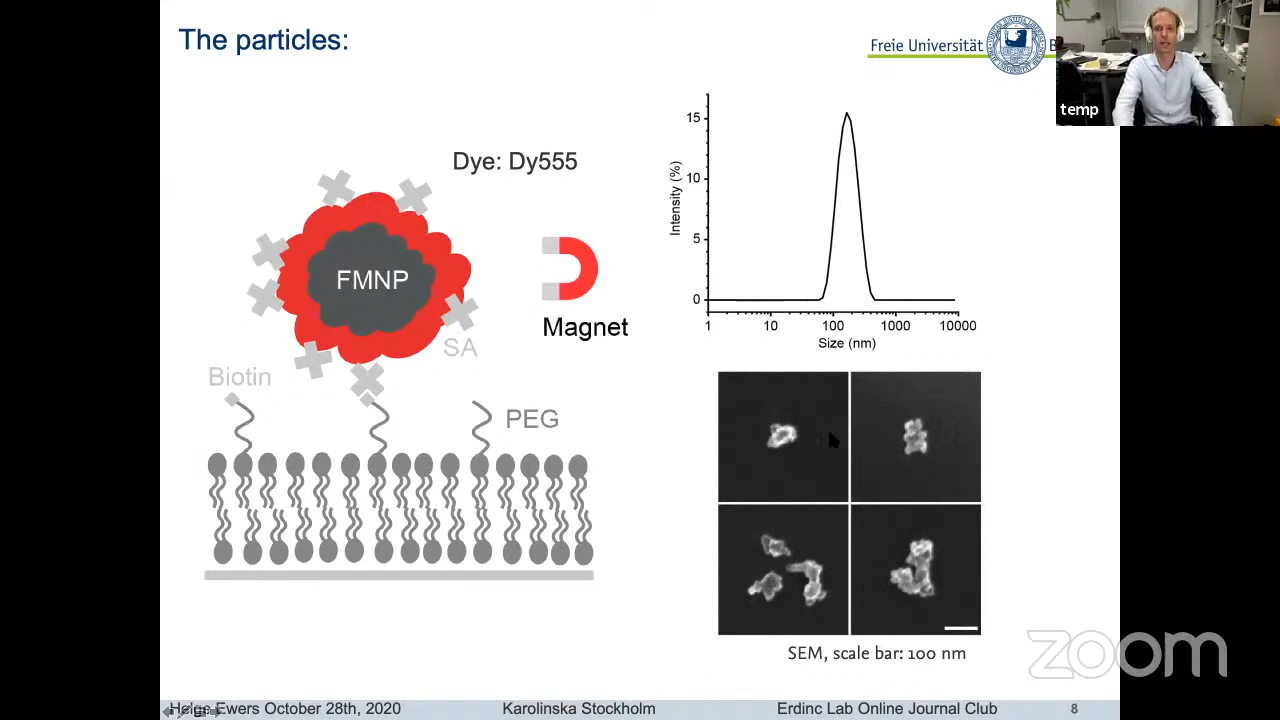 The particles:
Freie Universität
temp
Dye: Dy555
FMNP
Magnet
SA
Biotin
PEG
Intensity (%)
15
10
5
0
1
10
100
1000
10000
Size (nm)
SEM, scale bar: 100 nm
zoom
Helge Ewers October 28th, 2020
Karolinska Stockholm
Erdinc Lab Online Journal Club
8